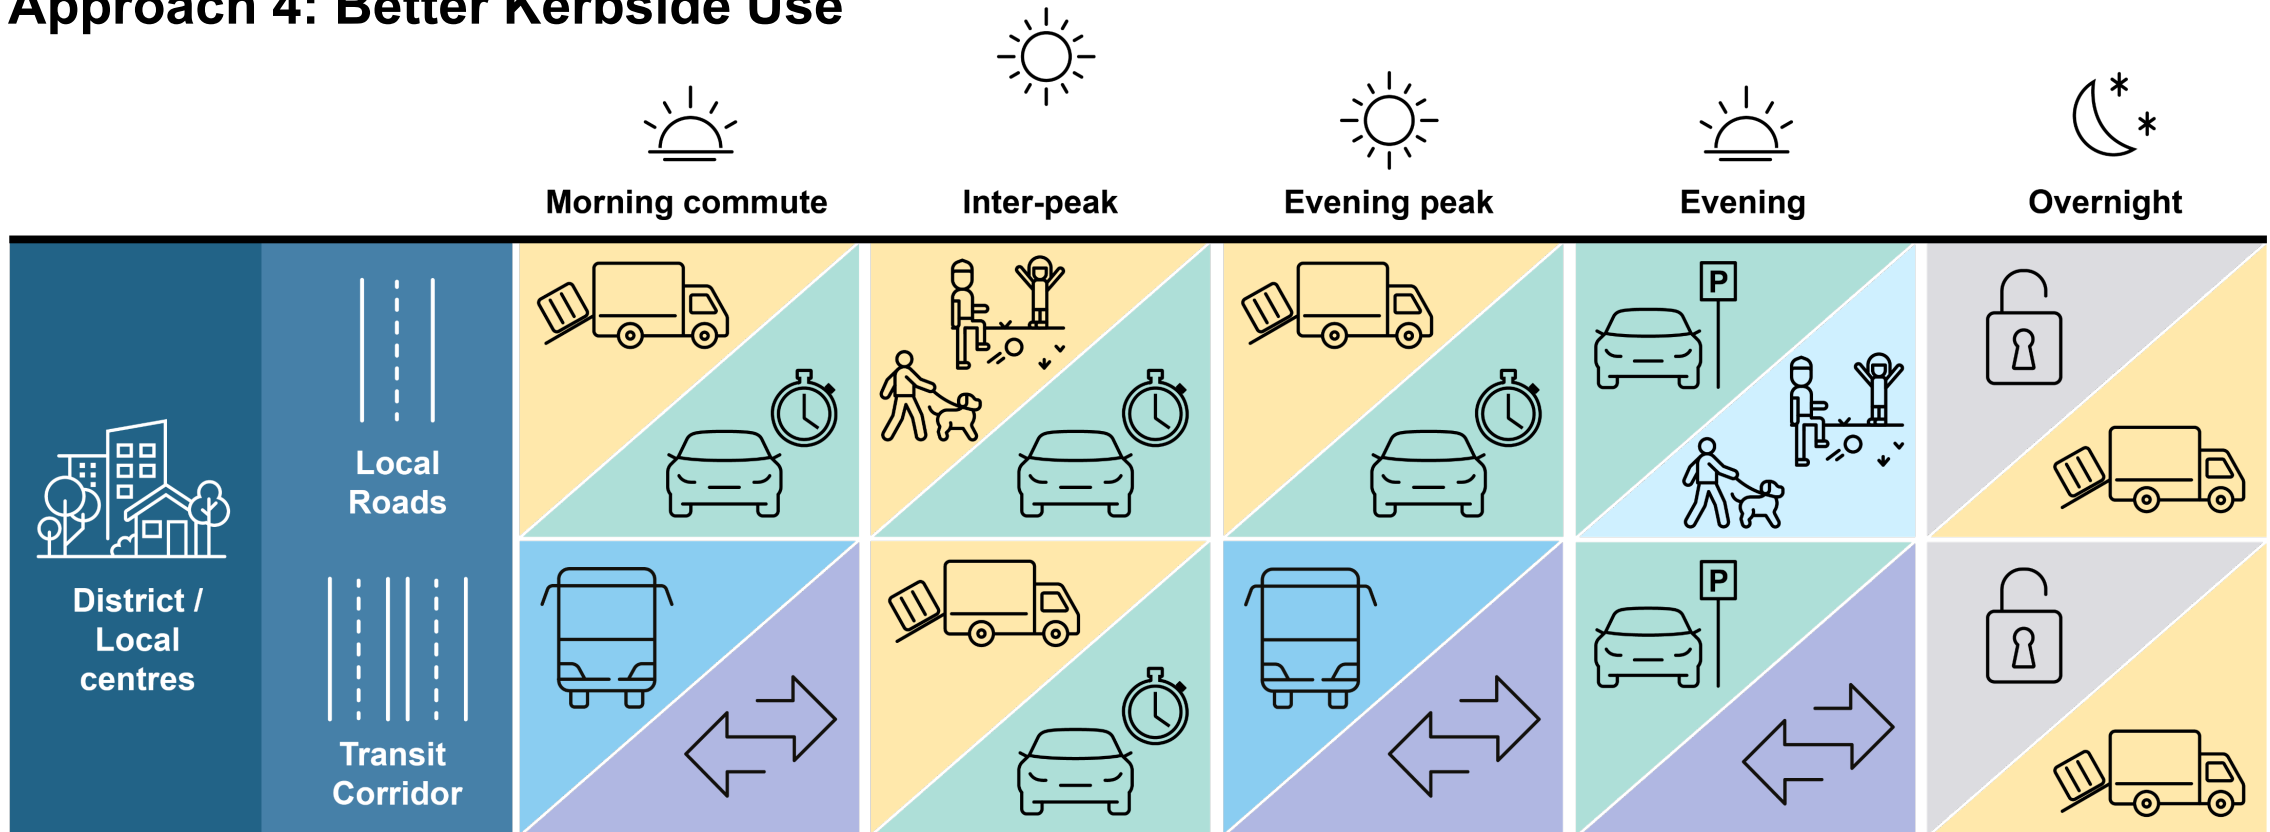 Approach 4: Better Kerbside Use
Morning commute
Inter-peak
Evening peak
Evening
Overnight
Local
Roads
P
District /
Local
centres
P
Transit
Corridor